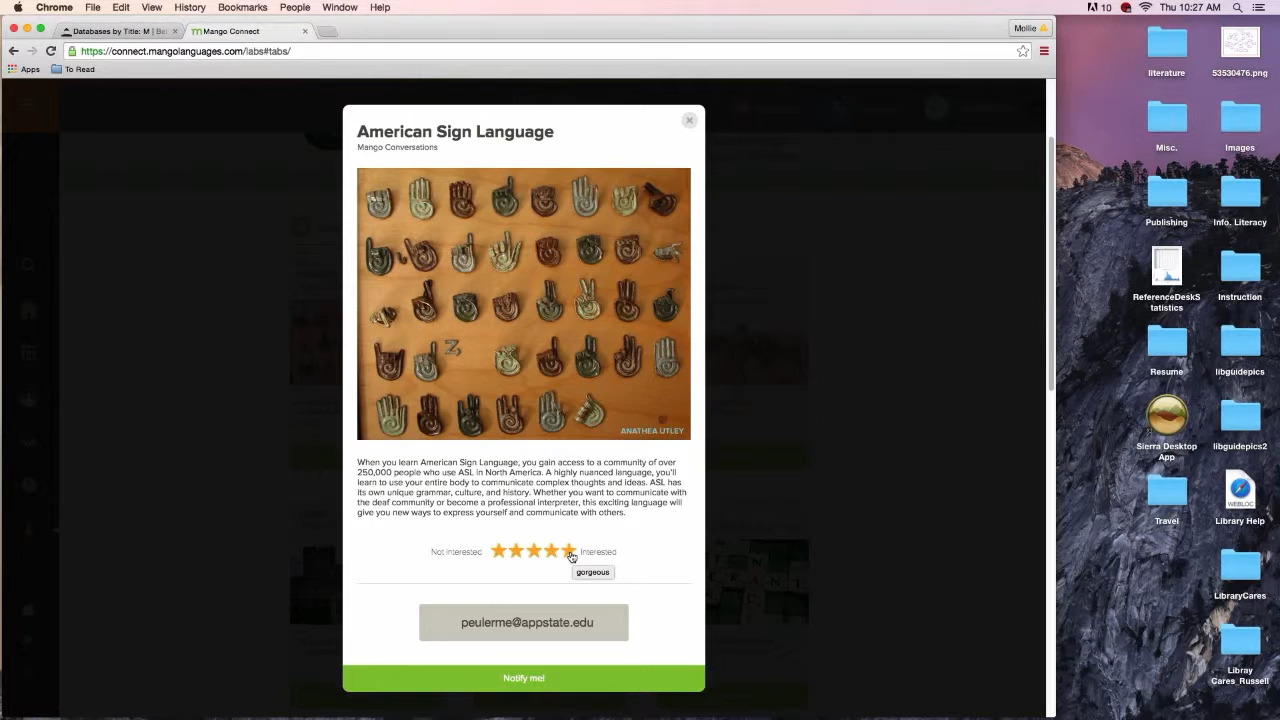 Chrome File Edit View History Bookmarks People Window Help
10 Thu 10:27 AM
Databases by Title: M | Bel
Mango Connect
Mollie
https://connect.mangolanguages.com/labs#tabs/
Apps To Read
American Sign Language
Mango Conversations
ANATHEA UTLEY
When you learn American Sign Language, you gain access to a community of over
250,000 people who use ASL in North America. A highly nuanced language, you'll
learn to use your entire body to communicate complex thoughts and ideas. ASL has
its own unique grammar, culture, and history. Whether you want to communicate with
the deaf community or become a professional interpreter, this exciting language will
give you new ways to express yourself and communicate with others.
Not interested Interested
gorgeous
peulerme@appstate.edu
Notify me!
literature 53530476.png
Misc. Images
Publishing Info. Literacy
ReferenceDeskS
tatistics
Instruction
Resume libguidepics
Sierra Desktop
App
libguidepics2
WEBLOC
Travel Library Help
LibraryCares
Libray
Cares_Russell